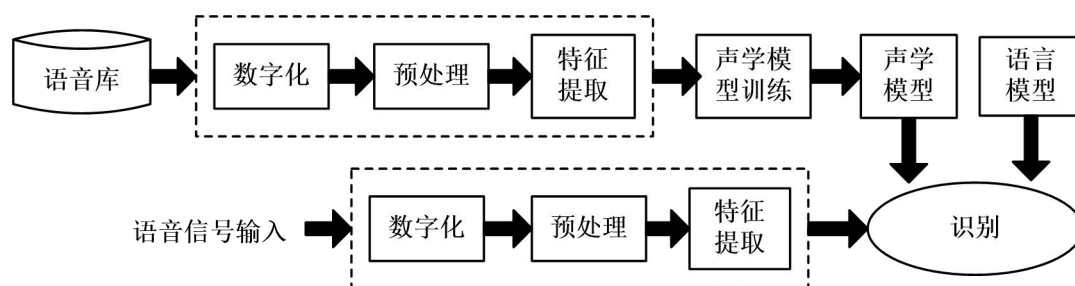 语音库
数字化
预处理
特征
提取
声学模
型训练
声学
模型
语言
模型
语音信号输入
数字化
预处理
特征
提取
识别